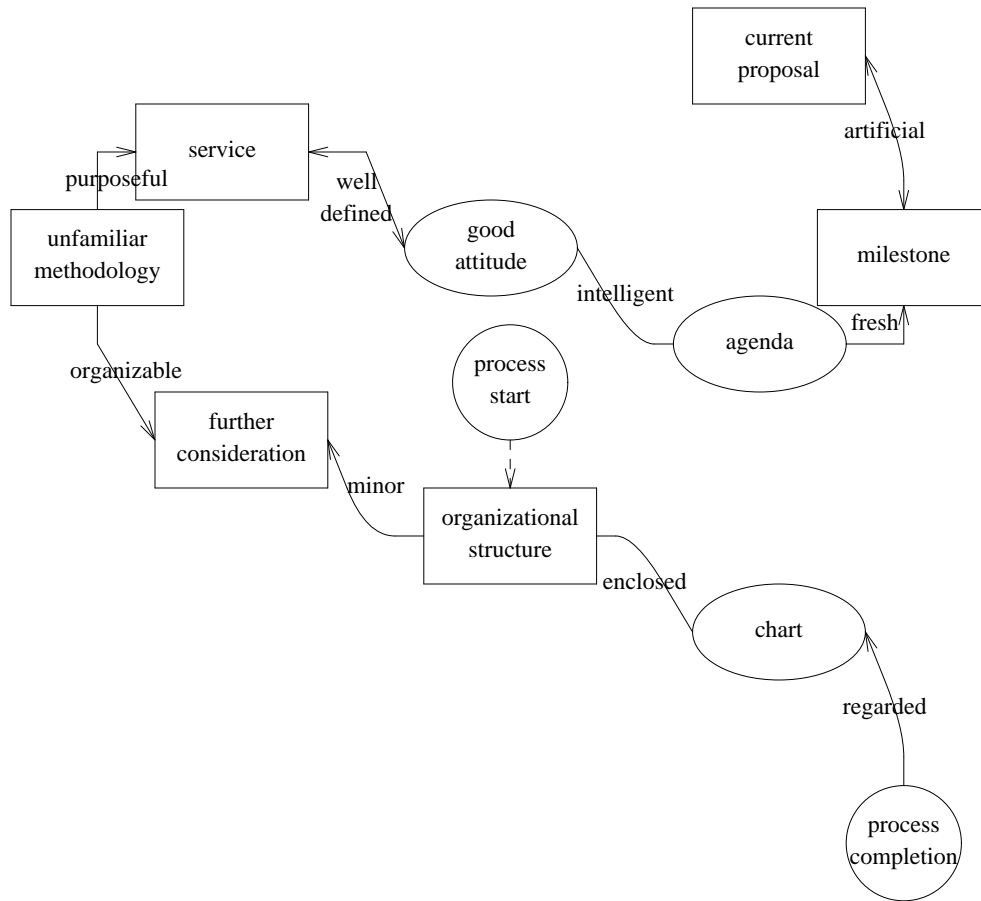 current
proposal
artificial
service
purposeful
well
defined
unfamiliar
methodology
good
attitude
milestone
intelligent
fresh
agenda
organizable
process
start
further
consideration
minor
organizational
structure
enclosed
chart
regarded
process
completion